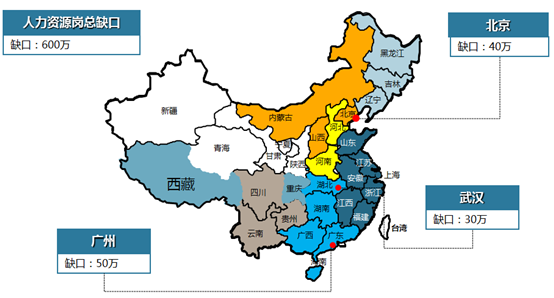 人力资源岗总缺口
缺口：600万
北京
缺口：40万
黑龙江
吉林
辽宁
新疆
内蒙古
北京
河北
山西
山东
宁夏
青海
甘肃
陕西
河南
江苏
西藏
安徽
上海
四川
重庆
湖北
浙江
武汉
缺口：30万
湖南
江西
贵州
福建
云南
广西
广东
台湾
广州
缺口：50万
海南